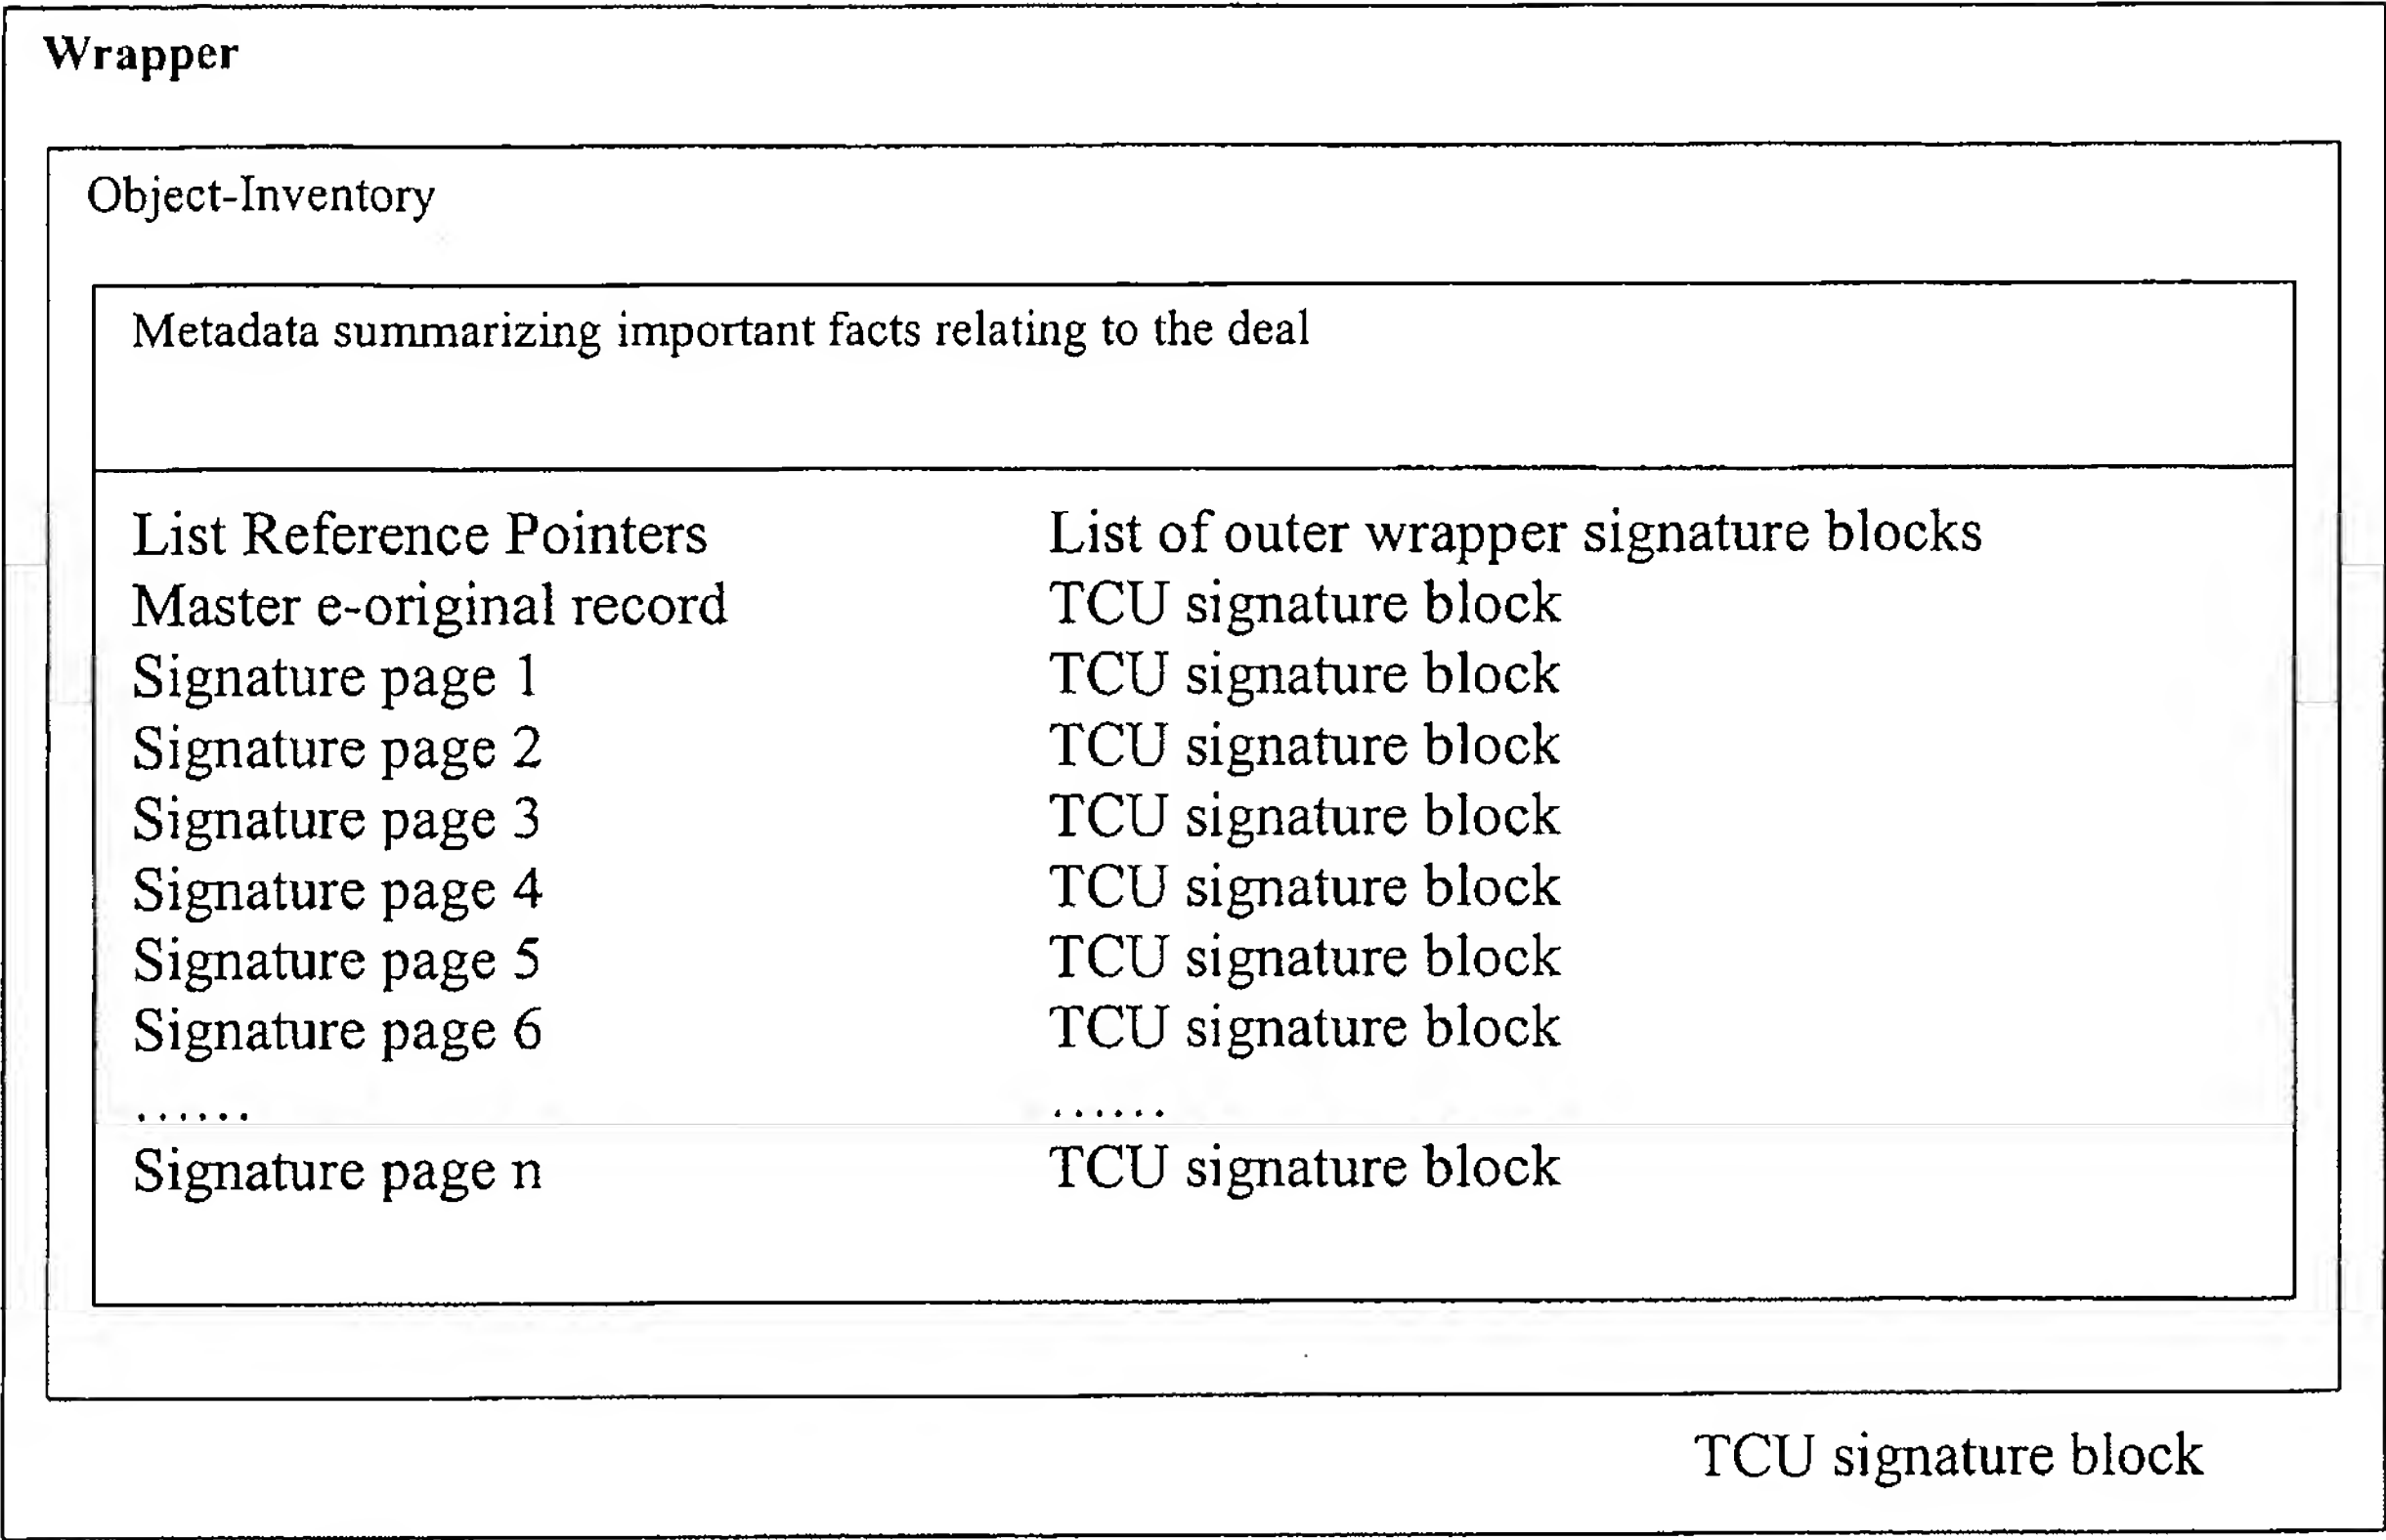 Wrapper
Object-Inventory
Metadata summarizing important facts relating to the deal
List Reference Pointers List of outer wrapper signature blocks
Master e-original record TCU signature block
Signature page 1 TCU signature block
Signature page 2 TCU signature block
Signature page 3 TCU signature block
Signature page 4 TCU signature block
Signature page 5 TCU signature block
Signature page 6 TCU signature block
...... ......
Signature page n TCU signature block
TCU signature block